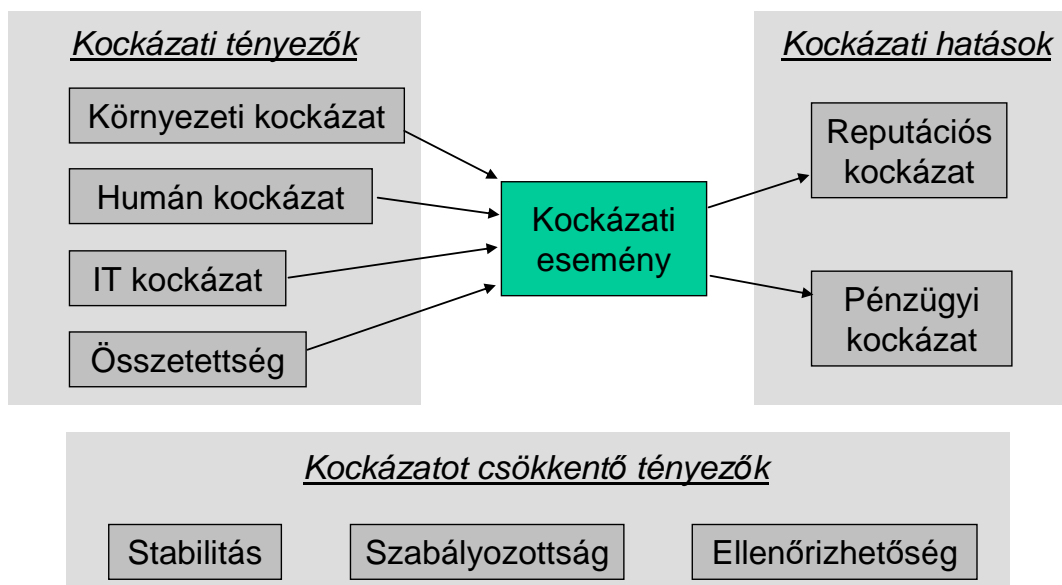 Kockázati tényezők
Környezeti kockázat
Humán kockázat
IT kockázat
Összetettség
Kockázati
esemény
Kockázati hatások
Reputációs
kockázat
Pénzügyi
kockázat
Kockázatot csökkentő tényezők
Stabilitás
Szabályozottság
Ellenőrizhetőség